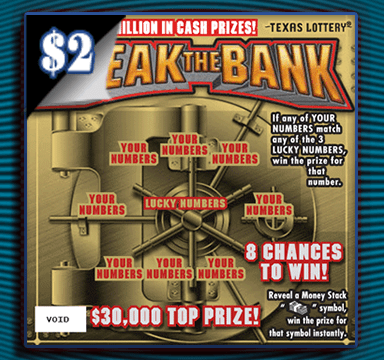 $2
MILLION IN CASH PRIZES!
TEXAS LOTTERY®
EAK THE BANK
If any of YOUR
NUMBERS match
any of the 3
LUCKY NUMBERS,
win the prize for
that
number.
YOUR
NUMBERS
YOUR
NUMBERS
YOUR
NUMBERS
YOUR
NUMBERS
LUCKY NUMBERS
YOUR
NUMBERS
YOUR
NUMBERS
YOUR
NUMBERS
YOUR
NUMBERS
8 CHANCES
TO WIN!
Reveal a Money Stack
" " symbol,
win the prize for
that symbol instantly.
VOID
$30,000 TOP PRIZE!